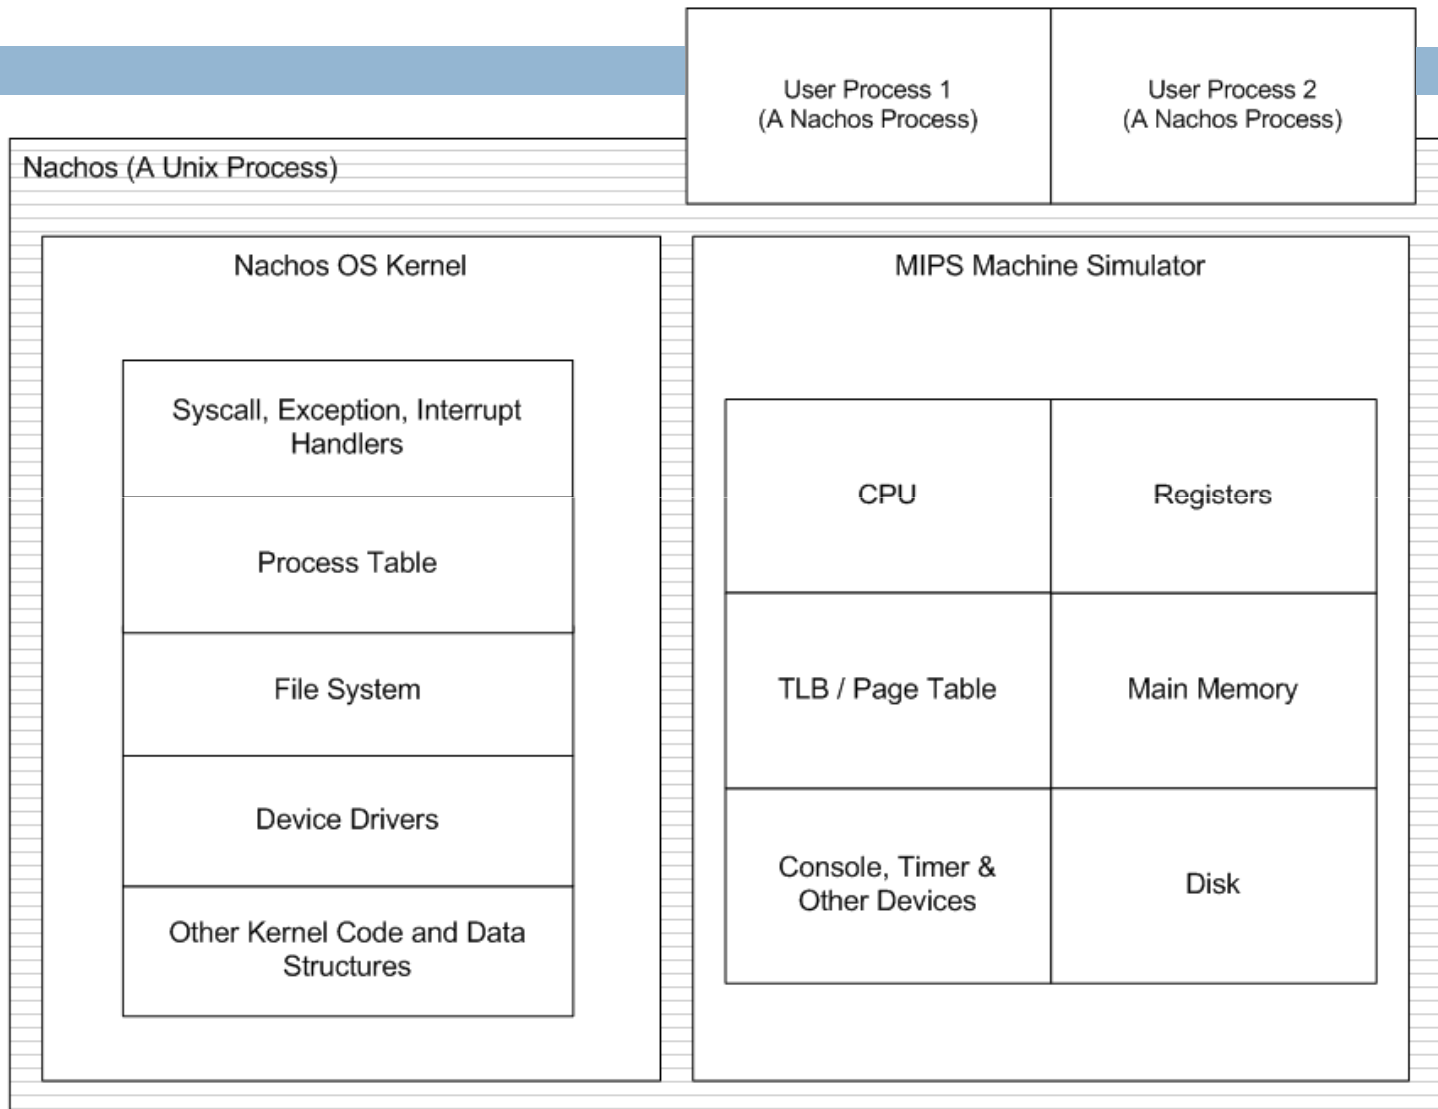 User Process 1
(A Nachos Process)
User Process 2
(A Nachos Process)
Nachos (A Unix Process)
Nachos OS Kernel
Syscall, Exception, Interrupt
Handlers
Process Table
File System
Device Drivers
Other Kernel Code and Data
Structures
MIPS Machine Simulator
CPU
Registers
TLB / Page Table
Main Memory
Console, Timer &
Other Devices
Disk